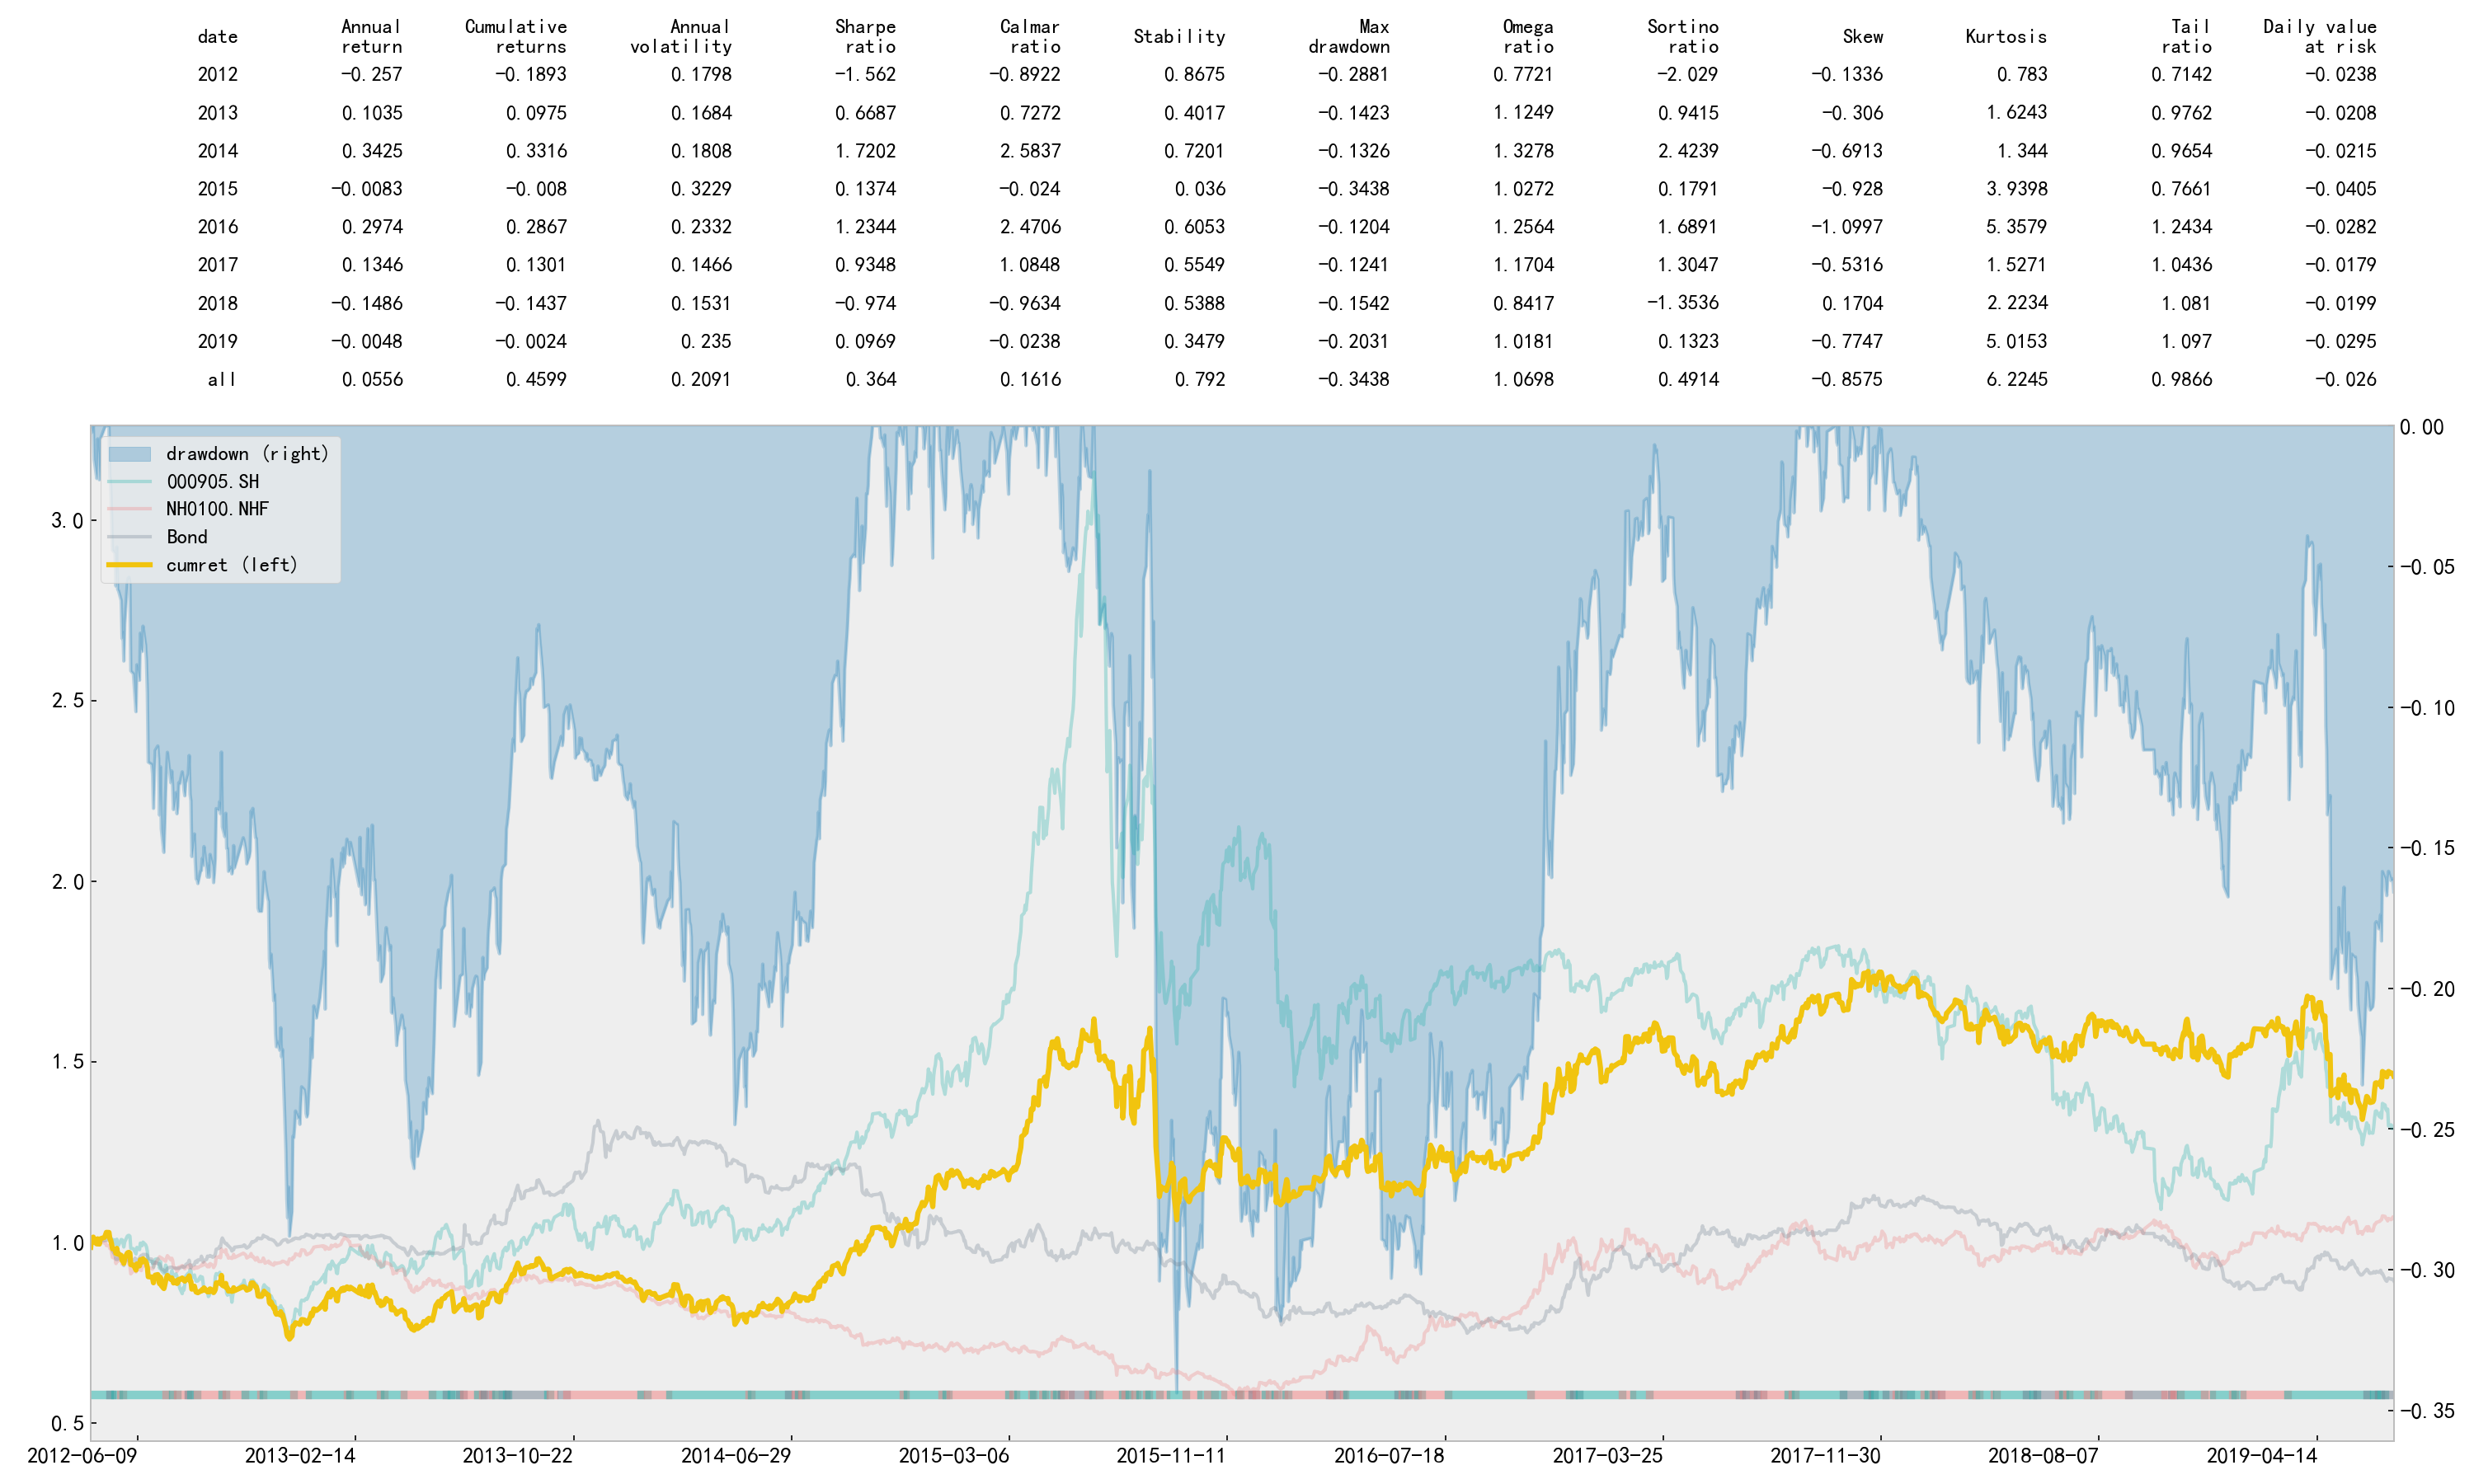 date Annual return Cumulative returns Annual volatility Sharpe ratio Calmar ratio Stability Max drawdown Omega ratio Sortino ratio Skew Kurtosis Tail ratio Daily value at risk
2012 -0.257 -0.1893 0.1798 -1.562 -0.8922 0.8675 -0.2881 0.7721 -2.029 -0.1336 0.783 0.7142 -0.0238
2013 0.1035 0.0975 0.1684 0.6687 0.7272 0.4017 -0.1423 1.1249 0.9415 -0.306 1.6243 0.9762 -0.0208
2014 0.3425 0.3316 0.1808 1.7202 2.5837 0.7201 -0.1326 1.3278 2.4239 -0.6913 1.344 0.9654 -0.0215
2015 -0.0083 -0.008 0.3229 0.1374 -0.024 0.036 -0.3438 1.0272 0.1791 -0.928 3.9398 0.7661 -0.0405
2016 0.2974 0.2867 0.2332 1.2344 2.4706 0.6053 -0.1204 1.2564 1.6891 -1.0997 5.3579 1.2434 -0.0282
2017 0.1346 0.1301 0.1466 0.9348 1.0848 0.5549 -0.1241 1.1704 1.3047 -0.5316 1.5271 1.0436 -0.0179
2018 -0.1486 -0.1437 0.1531 -0.974 -0.9634 0.5388 -0.1542 0.8417 -1.3536 0.1704 2.2234 1.081 -0.0199
2019 -0.0048 -0.0024 0.235 0.0969 -0.0238 0.3479 -0.2031 1.0181 0.1323 -0.7747 5.0153 1.097 -0.0295
all 0.0556 0.4599 0.2091 0.364 0.1616 0.792 -0.3438 1.0698 0.4914 -0.8575 6.2245 0.9866 -0.026
drawdown (right)
000905.SH
NH0100.NHF
Bond
cumret (left)
3.0
2.5
2.0
1.5
1.0
0.5
0.00
-0.05
-0.10
-0.15
-0.20
-0.25
-0.30
-0.35
2012-06-09 2013-02-14 2013-10-22 2014-06-29 2015-03-06 2015-11-11 2016-07-18 2017-03-25 2017-11-30 2018-08-07 2019-04-14